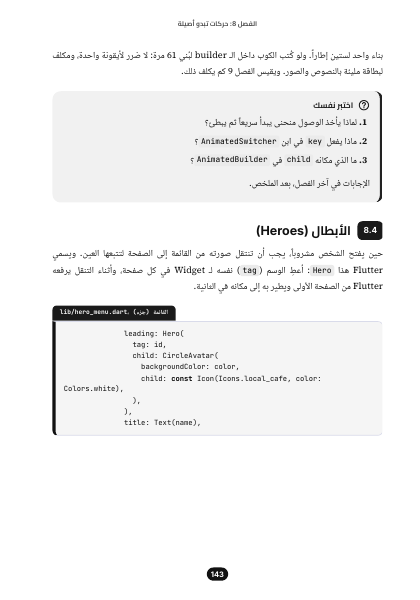 الفصل 8: حركات تبدو أصيلة
بناء واحد لستين إطاراً. ولو كُتب الكوب داخل الـ builder لبُني 61 مرة: لا ضرر لأيقونة واحدة، ومكلف
لبطاقة مليئة بالنصوص والصور. ويقيس الفصل 9 كم يكلف ذلك.
اختبر نفسك
1. لماذا يأخذ الوصول منحنى يبدأ سريعاً ثم يبطئ؟
2. ماذا يفعل key في ابن AnimatedSwitcher ؟
3. ما الذي مكانه child في AnimatedBuilder ؟
الإجابات في آخر الفصل، بعد الملخص.
8.4 الأبطال (Heroes)
حين يفتح الشخص مشروباً، يجب أن تنتقل صورته من القائمة إلى الصفحة لتتبعها العين. ويسمي
Flutter هذا Hero : أعطِ الوسم (tag) نفسه لـ Widget في كل صفحة، وأثناء التنقل يرفعه
Flutter من الصفحة الأولى ويطير به إلى مكانه في الثانية.
lib/hero_menu.dart، القائمة (جزء)
leading: Hero(
tag: id,
child: CircleAvatar(
backgroundColor: color,
child: const Icon(Icons.local_cafe, color:
Colors.white),
),
),
title: Text(name),
143